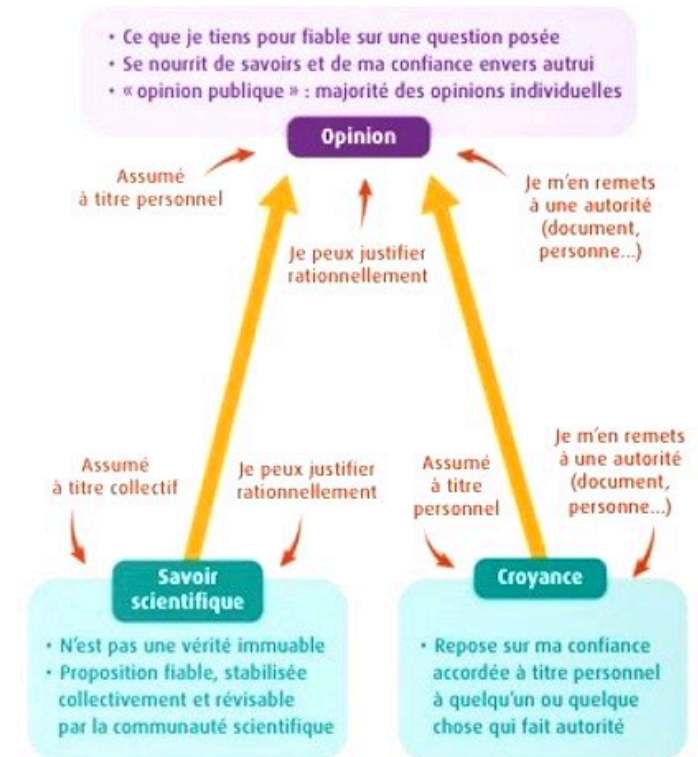 • Ce que je tiens pour fiable sur une question posée
• Se nourrit de savoirs et de ma confiance envers autrui
• « opinion publique » : majorité des opinions individuelles
Opinion
Assumé
à titre personnel
Je peux justifier
rationnellement
Je m'en remets
à une autorité
(document,
personne...)
Assumé
à titre collectif
Je peux justifier
rationnellement
Assumé
à titre
personnel
Je m'en remets
à une autorité
(document,
personne...)
Savoir
scientifique
• N'est pas une vérité immuable
• Proposition fiable, stabilisée
collectivement et révisable
par la communauté scientifique
Croyance
• Repose sur ma confiance
accordée à titre personnel
à quelqu'un ou quelque
chose qui fait autorité